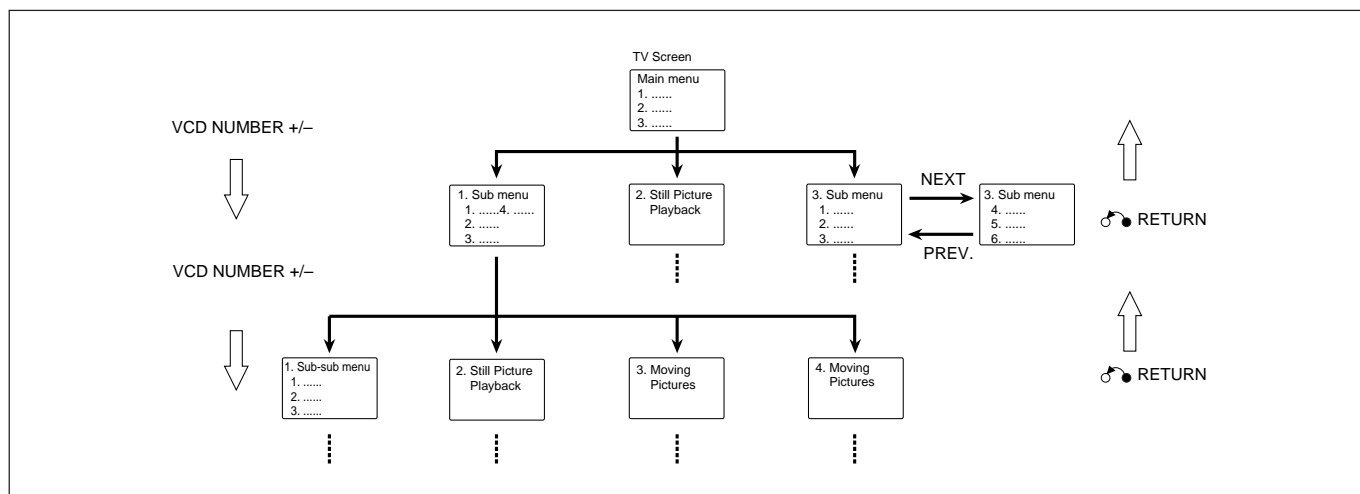 TV Screen
Main menu
1. ......
2. ......
3. ......
VCD NUMBER +/–
1. Sub menu
1. ......4. ......
2. ......
3. ......
2. Still Picture
Playback
3. Sub menu
1. ......
2. ......
3. ......
NEXT
PREV.
3. Sub menu
4. ......
5. ......
6. ......
RETURN
VCD NUMBER +/–
1. Sub-sub menu
1. ......
2. ......
3. ......
2. Still Picture
Playback
3. Moving
Pictures
4. Moving
Pictures
RETURN